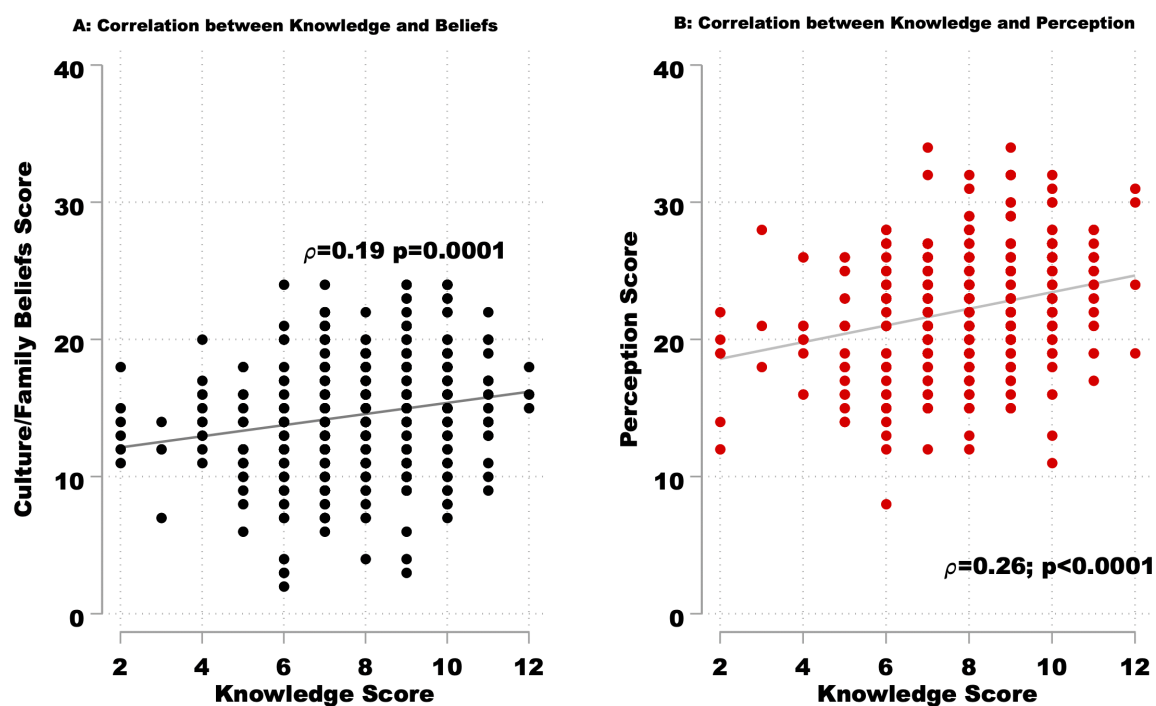 A: Correlation between Knowledge and Beliefs
40
30
20
10
0
Culture/Family Beliefs Score
ρ=0.19 p=0.0001
2 4 6 8 10 12
Knowledge Score
B: Correlation between Knowledge and Perception
40
30
20
10
0
Perception Score
ρ=0.26; p<0.0001
2 4 6 8 10 12
Knowledge Score